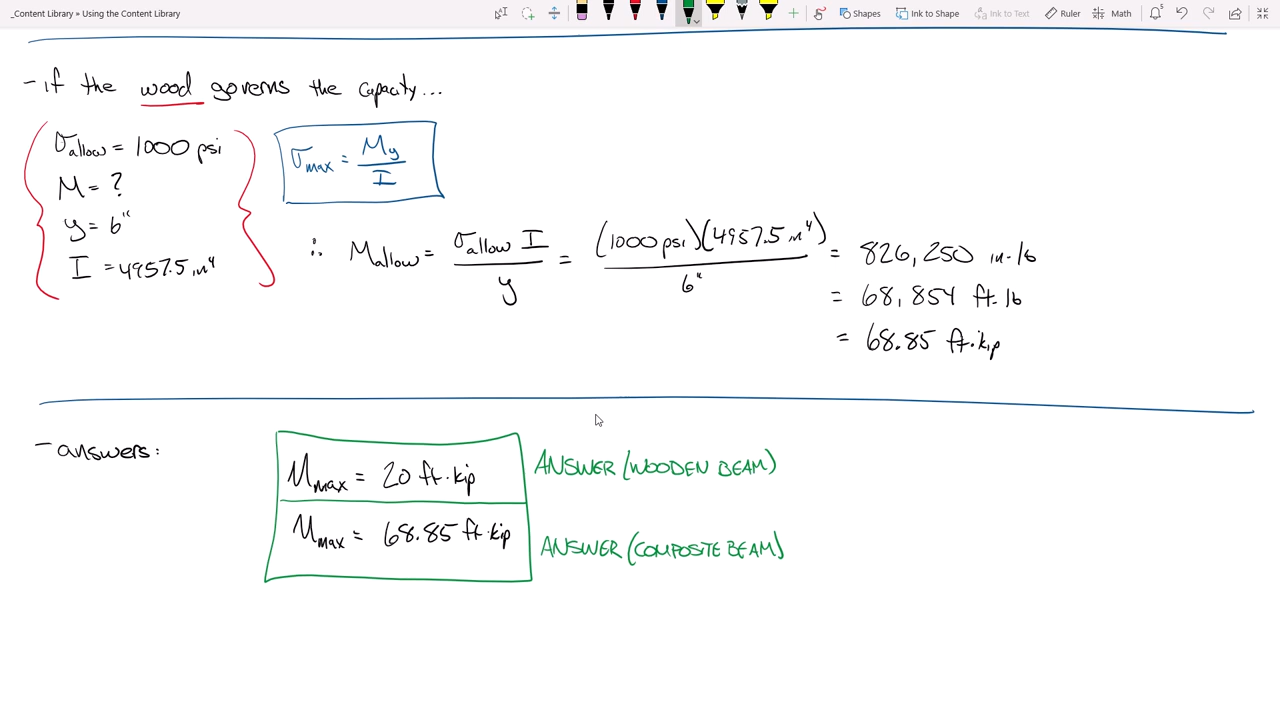 _Content Library » Using the Content Library
Shapes
Ink to Shape
Ink to Text
Ruler
Math
5
- if the wood governs the capacity...
σallow = 1000 psi
M = ?
y = 6"
I = 4957.5 in⁴
σmax = My/I
∴ Mallow = σallow I / y = (1000 psi)(4957.5 in⁴) / 6" = 826,250 in·lb
= 68,854 ft·lb
= 68.85 ft·kip
- answers:
Mmax = 20 ft·kip ANSWER (WOODEN BEAM)
Mmax = 68.85 ft·kip ANSWER (COMPOSITE BEAM)